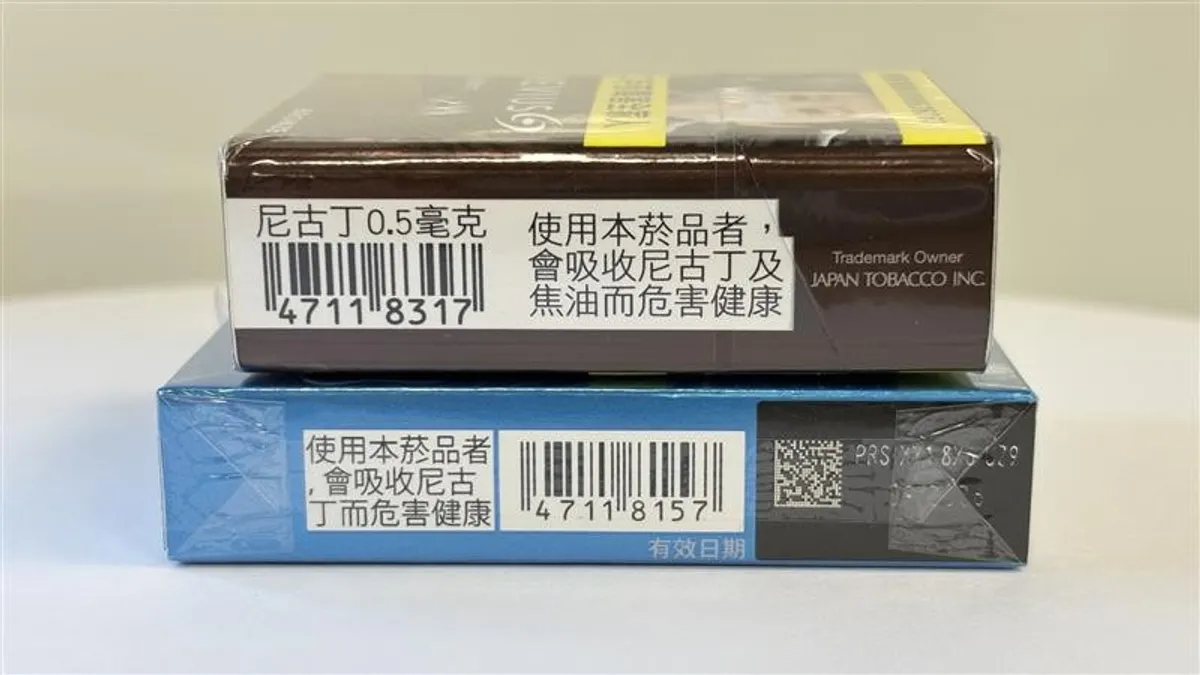 尼古丁0.5毫克
4711 8317
使用本菸品者，
會吸收尼古丁及
焦油而危害健康
Trademark Owner
JAPAN TOBACCO INC.
使用本菸品者
,會吸收尼古
丁而危害健康
4711 8157
有效日期